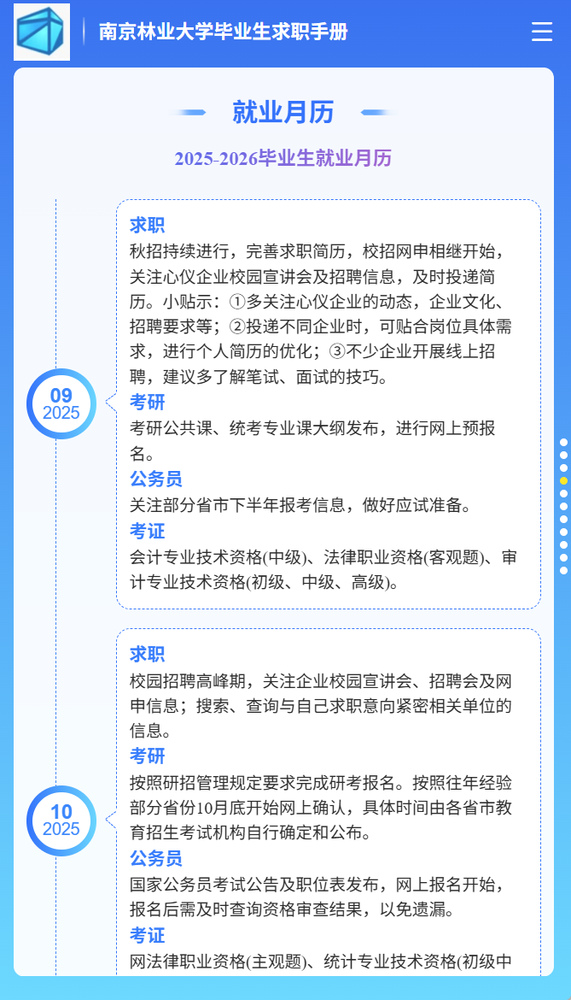 南京林业大学毕业生求职手册
就业月历
2025-2026毕业生就业月历
09
2025
求职
秋招持续进行，完善求职简历，校招网申相继开始，
关注心仪企业校园宣讲会及招聘信息，及时投递简
历。小贴示：①多关注心仪企业的动态，企业文化、
招聘要求等；②投递不同企业时，可贴合岗位具体需
求，进行个人简历的优化；③不少企业开展线上招
聘，建议多了解笔试、面试的技巧。
考研
考研公共课、统考专业课大纲发布，进行网上预报
名。
公务员
关注部分省市下半年报考信息，做好应试准备。
考证
会计专业技术资格(中级)、法律职业资格(客观题)、审
计专业技术资格(初级、中级、高级)。
10
2025
求职
校园招聘高峰期，关注企业校园宣讲会、招聘会及网
申信息；搜索、查询与自己求职意向紧密相关单位的
信息。
考研
按照研招管理规定要求完成研考报名。按照往年经验
部分省份10月底开始网上确认，具体时间由各省市教
育招生考试机构自行确定和公布。
公务员
国家公务员考试公告及职位表发布，网上报名开始，
报名后需及时查询资格审查结果，以免遗漏。
考证
网法律职业资格(主观题)、统计专业技术资格(初级中